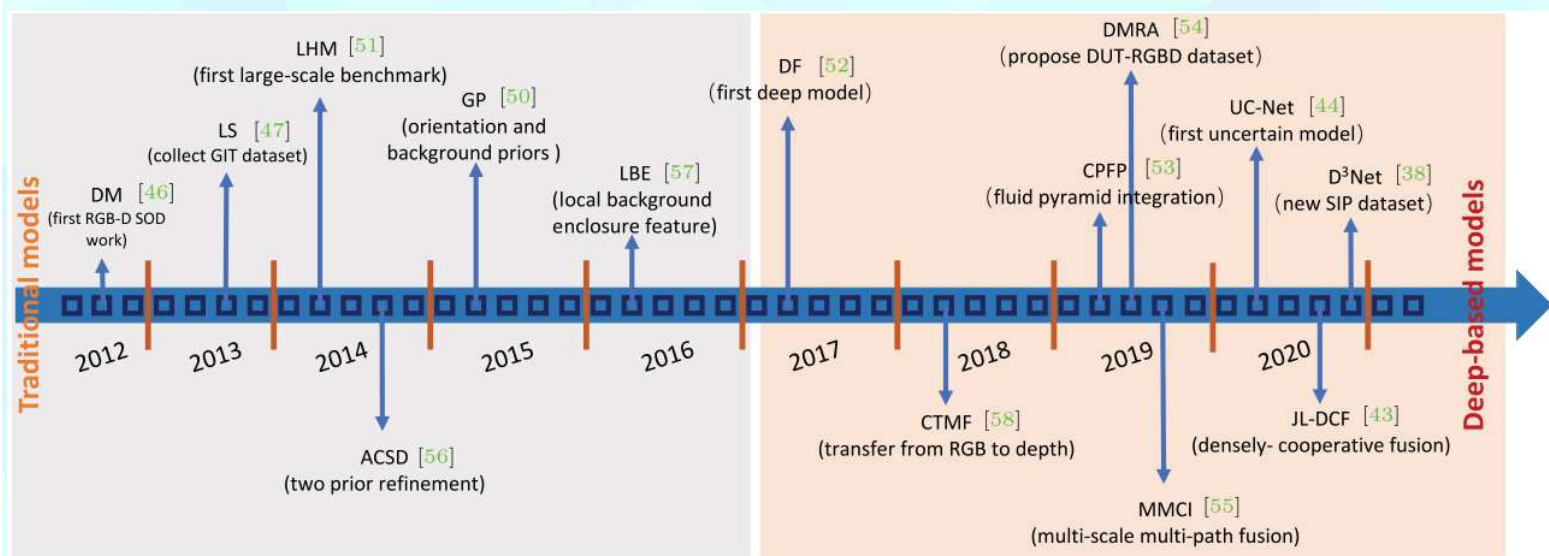 Traditional models
DM [46]
(first RGB-D SOD
work)
LS [47]
(collect GIT dataset)
LHM [51]
(first large-scale benchmark)
GP [50]
(orientation and
background priors )
LBE [57]
(local background
enclosure feature)
DF [52]
(first deep model)
DMRA [54]
(propose DUT-RGBD dataset)
CPFP [53]
(fluid pyramid integration)
UC-Net [44]
(first uncertain model)
D³Net [38]
(new SIP dataset)
Deep-based models
2012
2013
2014
2015
2016
2017
2018
2019
2020
ACSD [56]
(two prior refinement)
CTMF [58]
(transfer from RGB to depth)
MMCI [55]
(multi-scale multi-path fusion)
JL-DCF [43]
(densely- cooperative fusion)